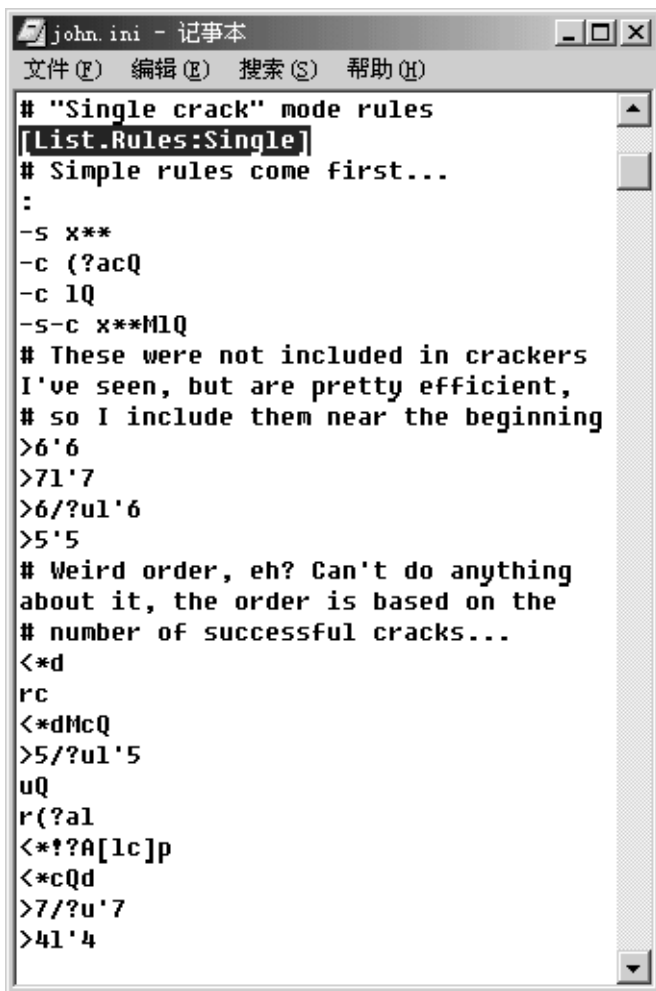 john.ini - 记事本
文件(F) 编辑(E) 搜索(S) 帮助(H)
# "Single crack" mode rules
[List.Rules:Single]
# Simple rules come first...
:
-s x**
-c (?acQ
-c lQ
-s-c x**MlQ
# These were not included in crackers
I've seen, but are pretty efficient,
# so I include them near the beginning
>6'6
>7l'7
>6/?ul'6
>5'5
# Weird order, eh? Can't do anything
about it, the order is based on the
# number of successful cracks...
<*d
rc
<*dMcQ
>5/?ul'5
uQ
r(?al
<*!?A[lc]p
<*cQd
>7/?u'7
>4l'4